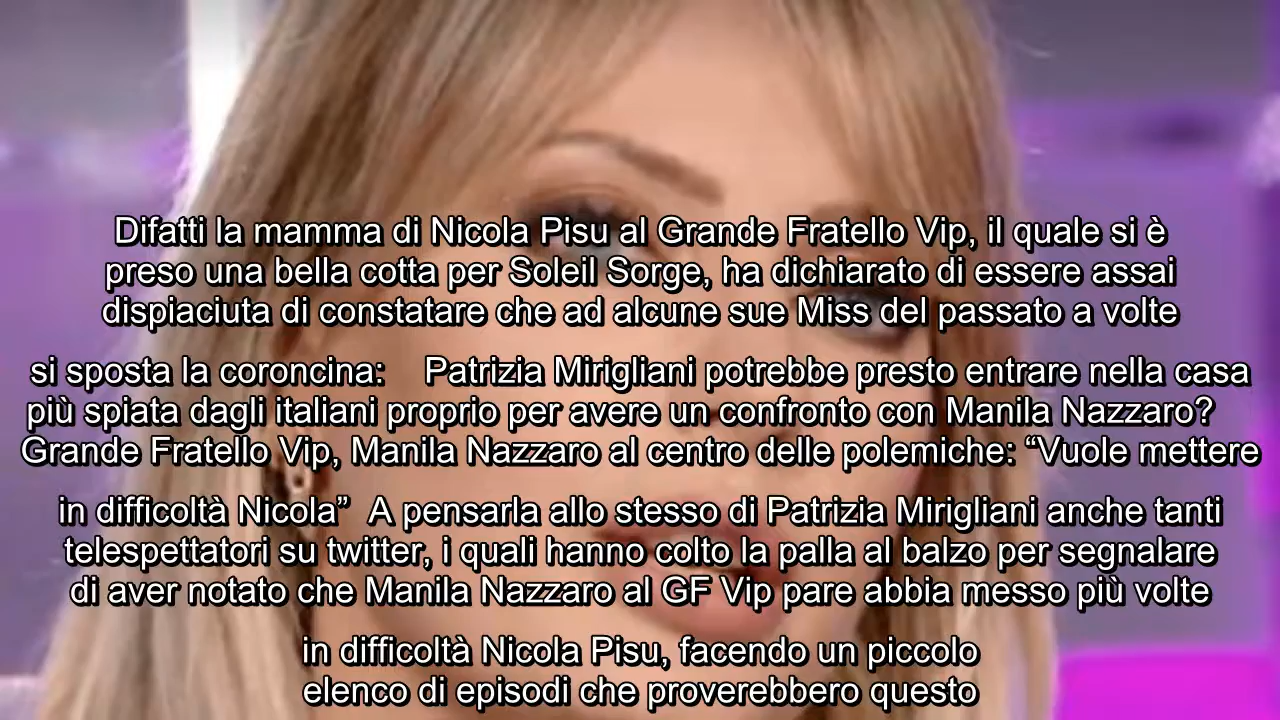 Difatti la mamma di Nicola Pisu al Grande Fratello Vip, il quale si è
preso una bella cotta per Soleil Sorge, ha dichiarato di essere assai
dispiaciuta di constatare che ad alcune sue Miss del passato a volte
si sposta la coroncina: Patrizia Mirigliani potrebbe presto entrare nella casa
più spiata dagli italiani proprio per avere un confronto con Manila Nazzaro?
Grande Fratello Vip, Manila Nazzaro al centro delle polemiche: “Vuole mettere
in difficoltà Nicola” A pensarla allo stesso di Patrizia Mirigliani anche tanti
telespettatori su twitter, i quali hanno colto la palla al balzo per segnalare
di aver notato che Manila Nazzaro al GF Vip pare abbia messo più volte
in difficoltà Nicola Pisu, facendo un piccolo
elenco di episodi che proverebbero questo